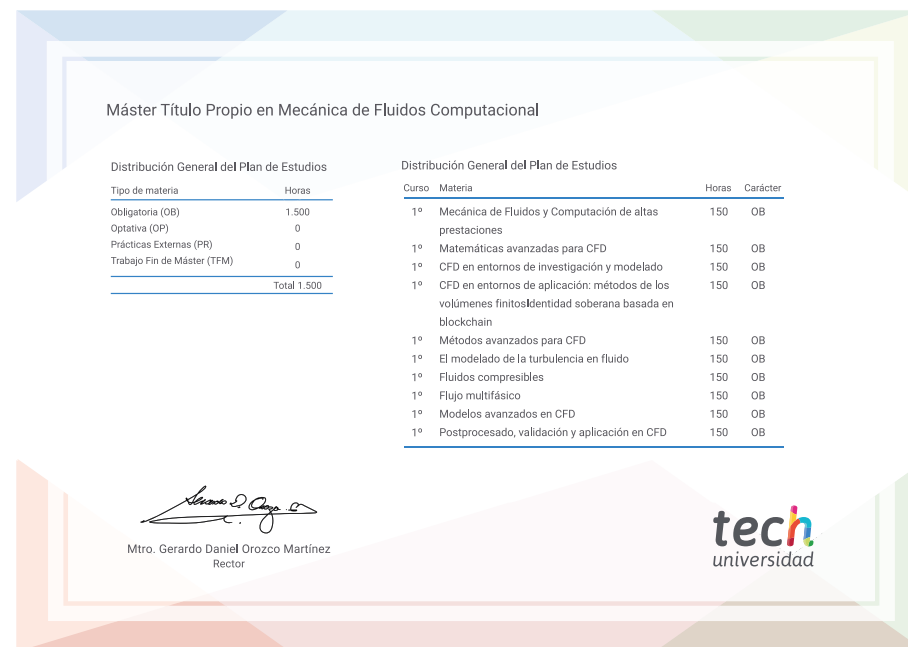 Máster Título Propio en Mecánica de Fluidos Computacional
Distribución General del Plan de Estudios
Tipo de materia Horas
Obligatoria (OB) 1.500
Optativa (OP) 0
Prácticas Externas (PR) 0
Trabajo Fin de Máster (TFM) 0
Total 1.500
Distribución General del Plan de Estudios
Curso Materia Horas Carácter
1º Mecánica de Fluidos y Computación de altas 150 OB
prestaciones
1º Matemáticas avanzadas para CFD 150 OB
1º CFD en entornos de investigación y modelado 150 OB
1º CFD en entornos de aplicación: métodos de los 150 OB
volúmenes finitosIdentidad soberana basada en
blockchain
1º Métodos avanzados para CFD 150 OB
1º El modelado de la turbulencia en fluido 150 OB
1º Fluidos compresibles 150 OB
1º Flujo multifásico 150 OB
1º Modelos avanzados en CFD 150 OB
1º Postprocesado, validación y aplicación en CFD 150 OB
Mtro. Gerardo Daniel Orozco Martínez
Rector
tech
universidad